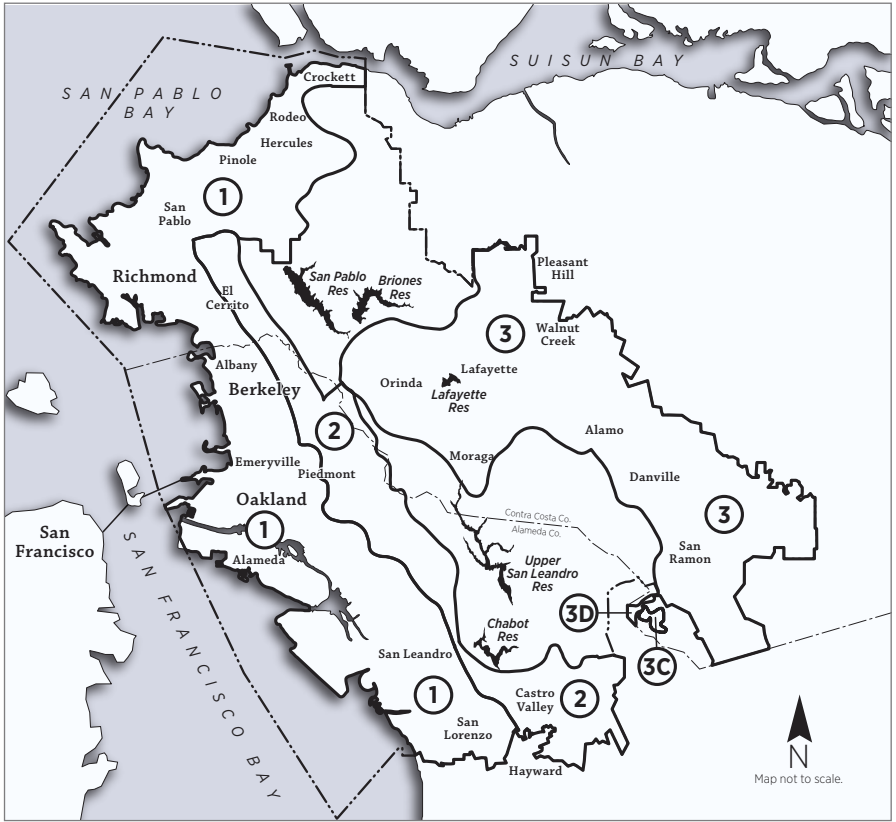 SUISUN BAY
Crockett
SAN PABLO
BAY
Rodeo
Hercules
Pinole
1
San
Pablo
Richmond
San Pablo
Res
Briones
Res
Pleasant
Hill
El
Cerrito
3
Walnut
Creek
Albany
Berkeley
Orinda
Lafayette
Lafayette
Res
2
Alamo
Emeryville
Piedmont
Moraga
Danville
Oakland
1
Contra Costa Co.
Alameda Co.
3
San
Francisco
Alameda
San
Ramon
Upper
San Leandro
Res
3D
Chabot
Res
3C
SAN FRANCISCO BAY
San Leandro
1
Castro
Valley
2
San
Lorenzo
Hayward
N
Map not to scale.